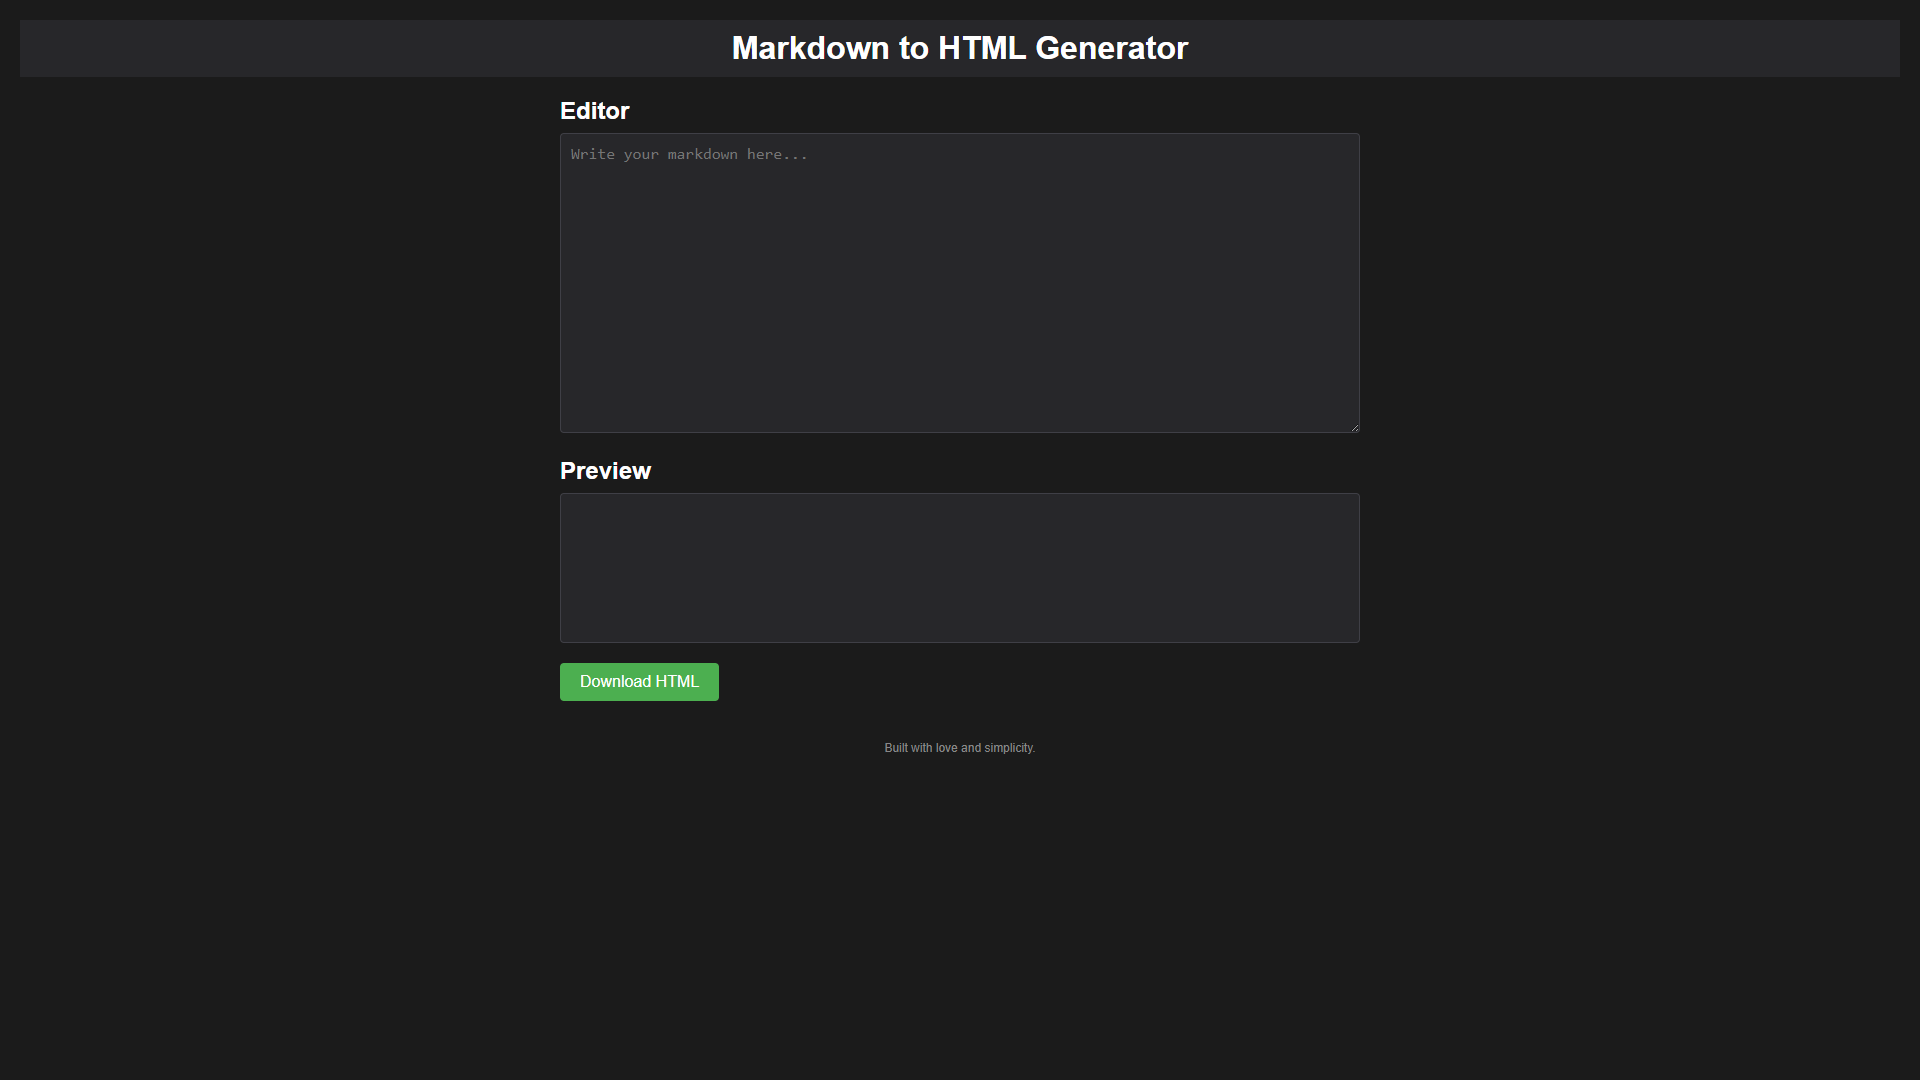 Markdown to HTML Generator
Editor
Write your markdown here...
Preview
Download HTML
Built with love and simplicity.